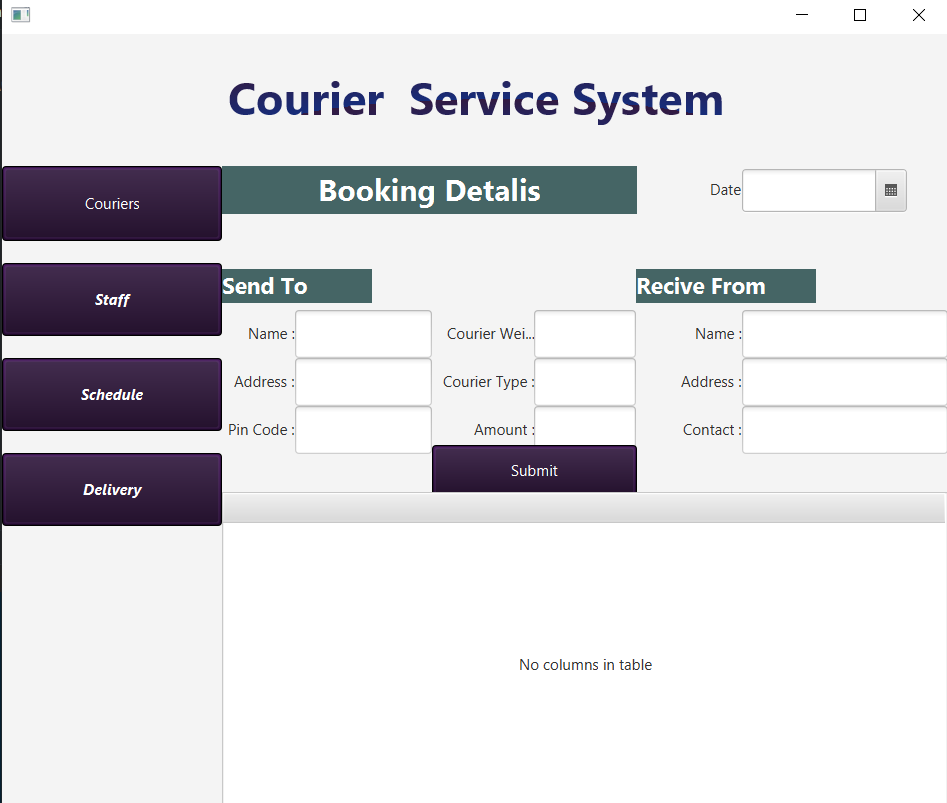 Courier  Service System
Couriers
Booking Detalis
Date
Staff
Send To
Recive From
Name :
Courier Wei...
Name :
Address :
Courier Type :
Address :
Schedule
Pin Code :
Amount :
Contact :
Submit
Delivery
No columns in table